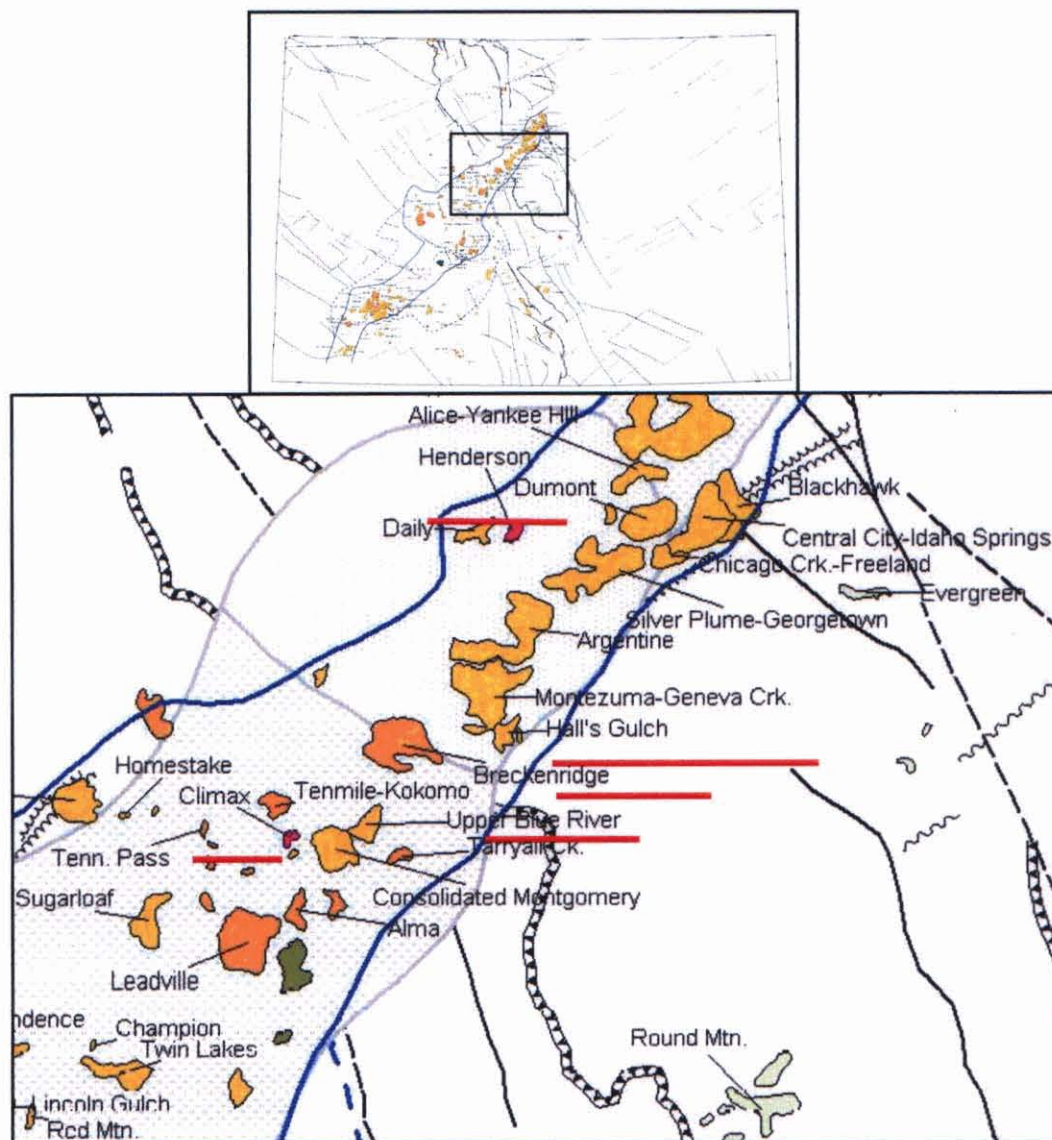 Alice-Yankee Hill
Henderson
Dumont
Blackhawk
Daily
Central City-Idaho Springs
Chicago Crk.-Freeland
Evergreen
Silver Plume-Georgetown
Argentine
Montezuma-Geneva Crk.
Hall's Gulch
Homestake
Breckenridge
Climax
Tenmile-Kokomo
Upper Blue River
Tenn. Pass
Tarryall Ck.
Sugarloaf
Consolidated Montgomery
Alma
Leadville
ndence
Champion
Round Mtn.
Twin Lakes
Lincoln Gulch
Red Mtn.